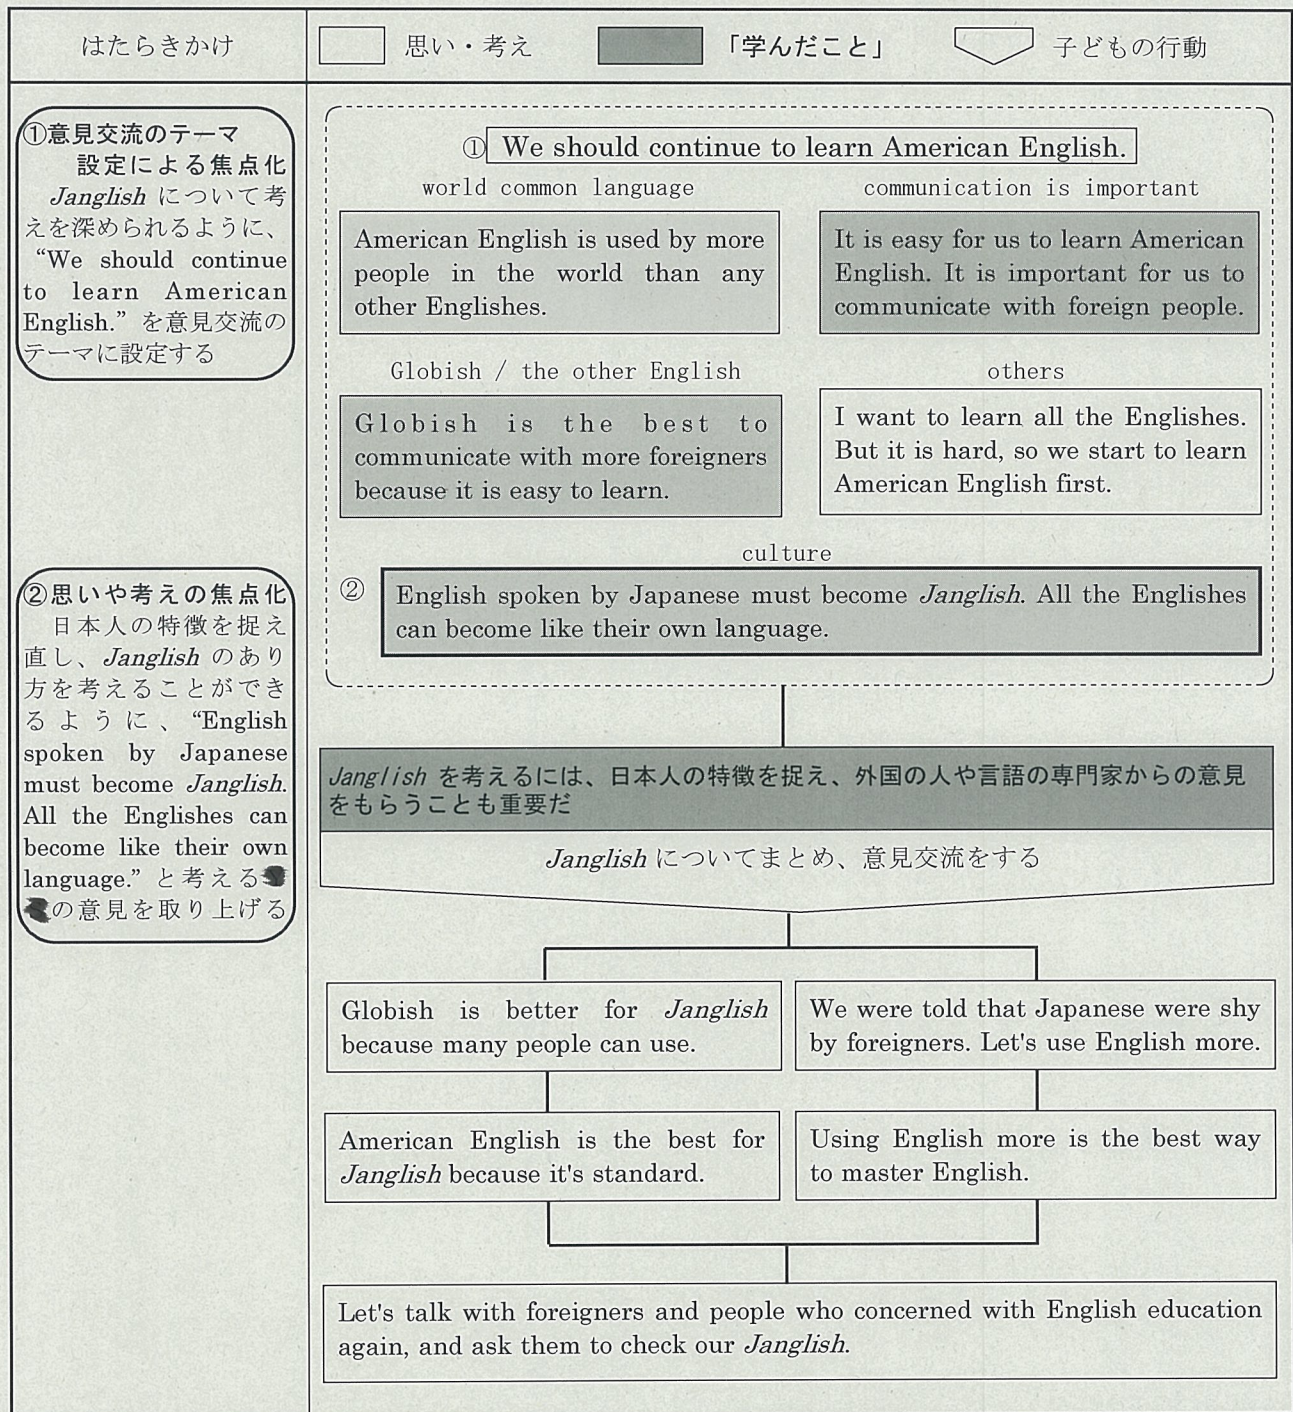 はたらきかけ
思い・考え
「学んだこと」
子どもの行動
①意見交流のテーマ
設定による焦点化
Janglish について考
えを深められるように、
“We should continue
to learn American
English.” を意見交流の
テーマに設定する
① We should continue to learn American English.
world common language
American English is used by more
people in the world than any
other Englishes.
communication is important
It is easy for us to learn American
English. It is important for us to
communicate with foreign people.
Globish / the other English
Globish is the best to
communicate with more foreigners
because it is easy to learn.
others
I want to learn all the Englishes.
But it is hard, so we start to learn
American English first.
②思いや考えの焦点化
日本人の特徴を捉え
直し、Janglish のあり
方を考えることができ
るように、“English
spoken by Japanese
must become Janglish.
All the Englishes can
become like their own
language.” と考える
の意見を取り上げる
culture
② English spoken by Japanese must become Janglish. All the Englishes
can become like their own language.
Janglish を考えるには、日本人の特徴を捉え、外国の人や言語の専門家からの意見
をもらうことも重要だ
Janglish についてまとめ、意見交流をする
Globish is better for Janglish
because many people can use.
We were told that Japanese were shy
by foreigners. Let's use English more.
American English is the best for
Janglish because it's standard.
Using English more is the best way
to master English.
Let's talk with foreigners and people who concerned with English education
again, and ask them to check our Janglish.